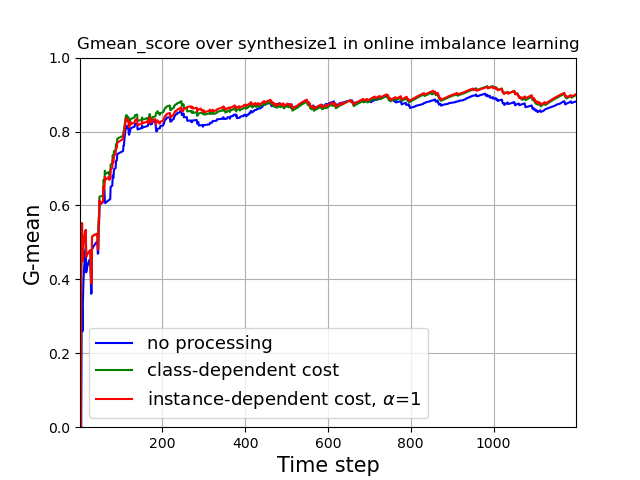 Gmean_score over synthesize1 in online imbalance learning
1.0
0.8
0.6
0.4
0.2
0.0
G-mean
no processing
class-dependent cost
instance-dependent cost, α=1
200 400 600 800 1000
Time step